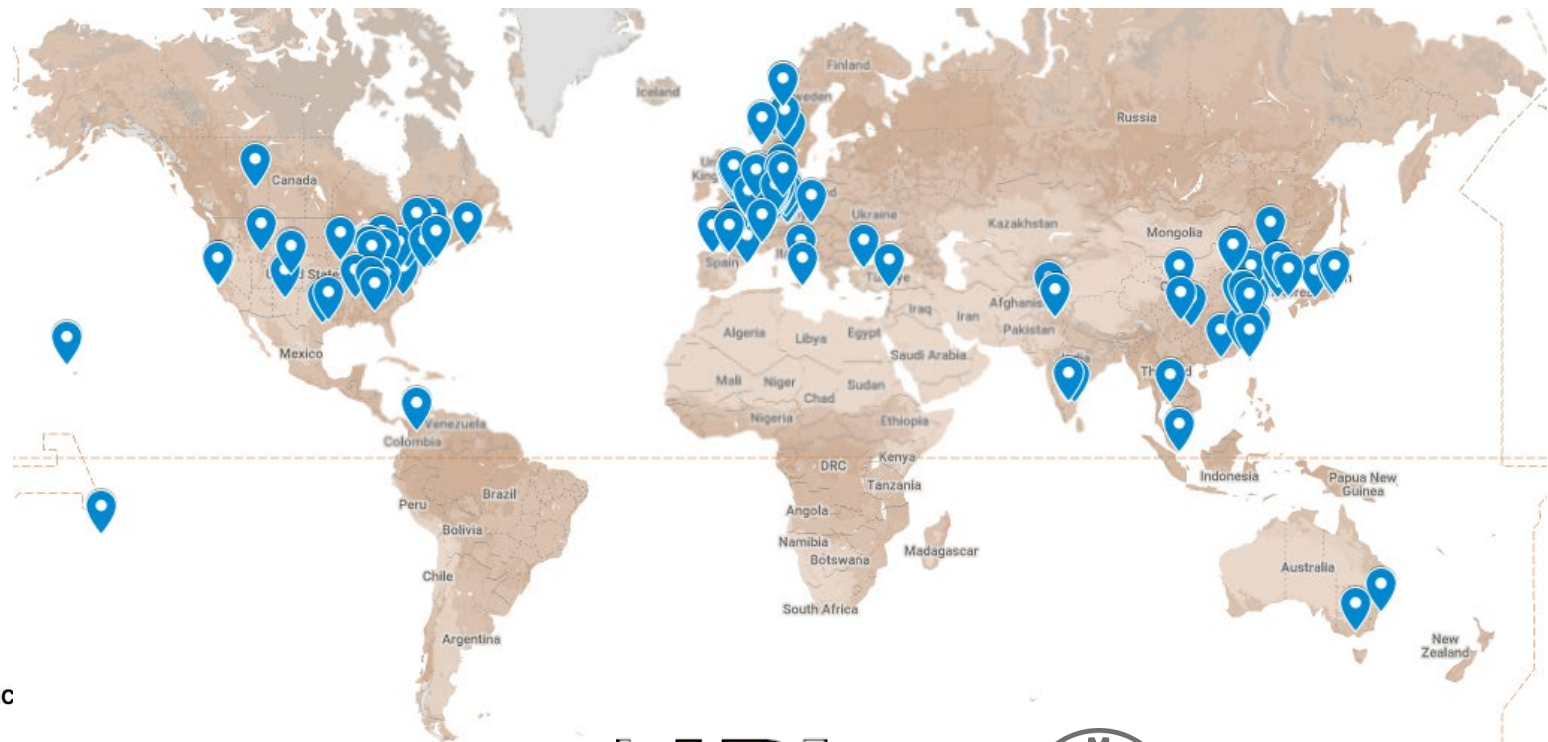 Finland
Iceland
Russia
Canada
Ukraine
Kazakhstan
Mongolia
Spain
Afghanis
Iraq
Iran
Pakistan
Algeria
Libya
Egypt
Saudi Arabia
Mexico
Mali
Niger
Chad
Sudan
Nigeria
Ethiopia
Venezuela
Colombia
DRC
Kenya
Tanzania
Indonesia
Papua New
Guinea
Peru
Brazil
Bolivia
Angola
Namibia
Botswana
Madagascar
Chile
Australia
South Africa
Argentina
New
Zealand
M